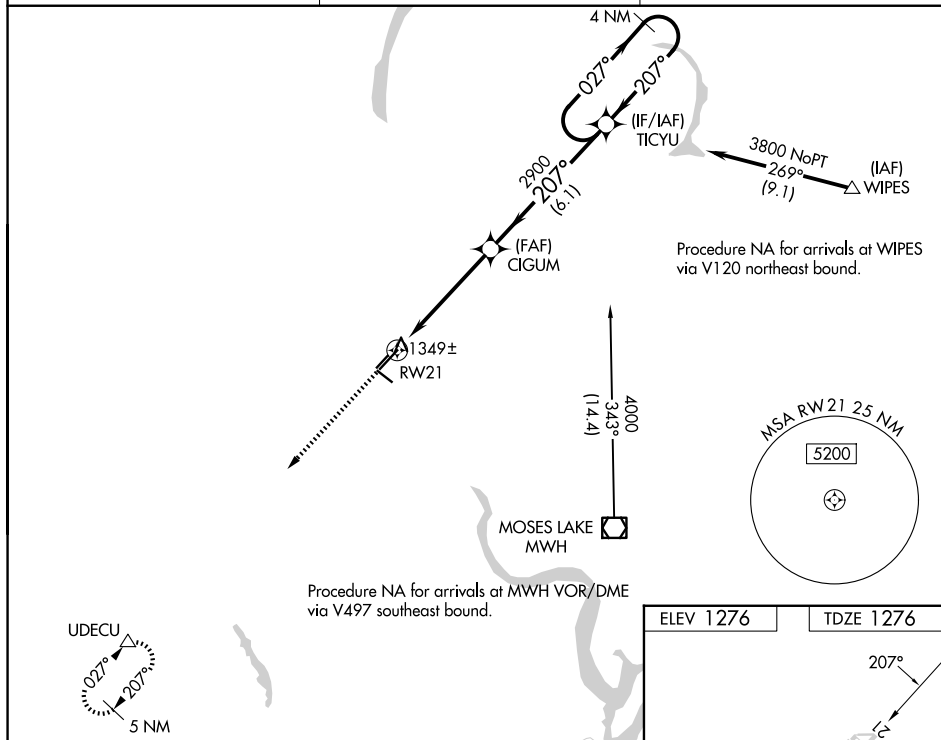 4 NM
027°
207°
(IF/IAF)
TICYU
3800 NoPT
269°
(9.1)
(IAF)
WIPES
2900
207°
(6.1)
(FAF)
CIGUM
Procedure NA for arrivals at WIPES
via V120 northeast bound.
1349±
RW21
4000
343°
(14.4)
MSA RW21 25 NM
5200
MOSES LAKE
MWH
Procedure NA for arrivals at MWH VOR/DME
via V497 southeast bound.
UDECU
027°
207°
5 NM
ELEV 1276
TDZE 1276
207°
21